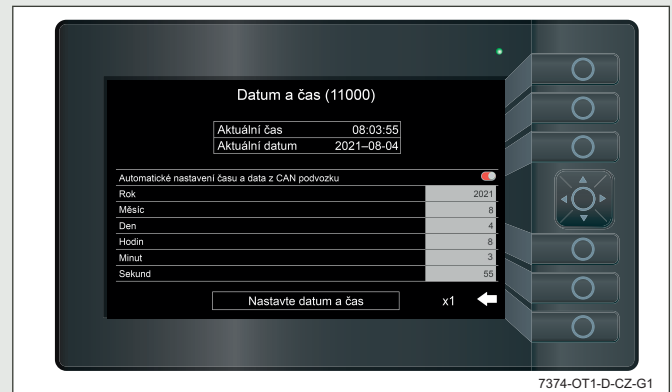 Datum a čas (11000)
Aktuální čas 08:03:55
Aktuální datum 2021–08–04
Automatické nastavení času a data z CAN podvozku
Rok 2021
Měsíc 8
Den 4
Hodin 8
Minut 3
Sekund 55
Nastavte datum a čas x1
7374-OT1-D-CZ-G1